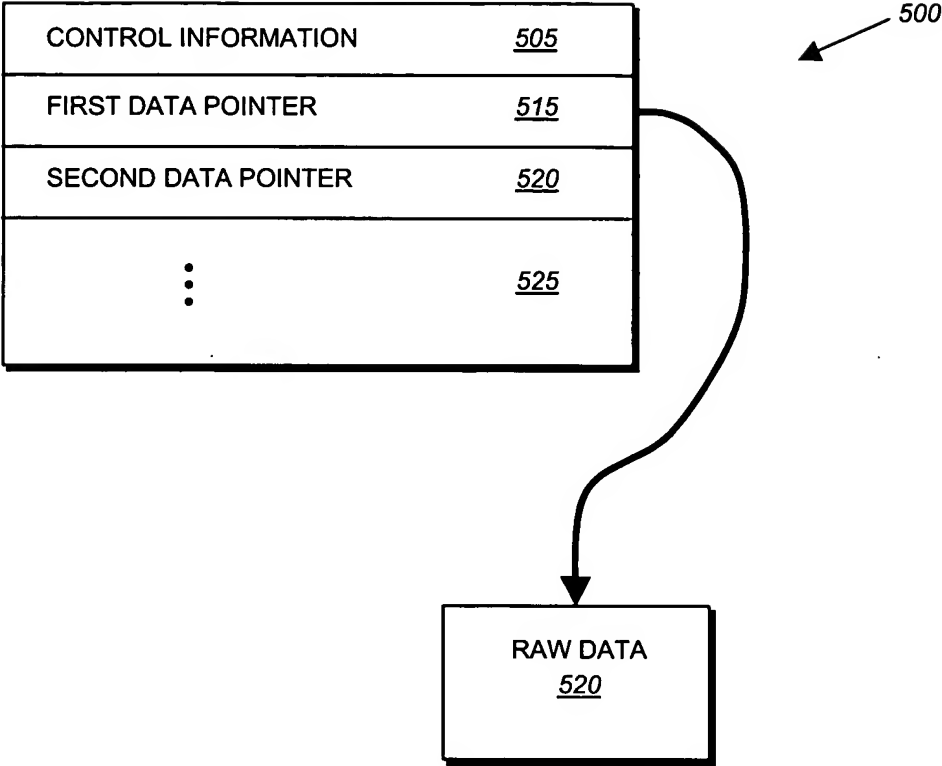 500
CONTROL INFORMATION 505
FIRST DATA POINTER 515
SECOND DATA POINTER 520
⋮ 525
RAW DATA
520